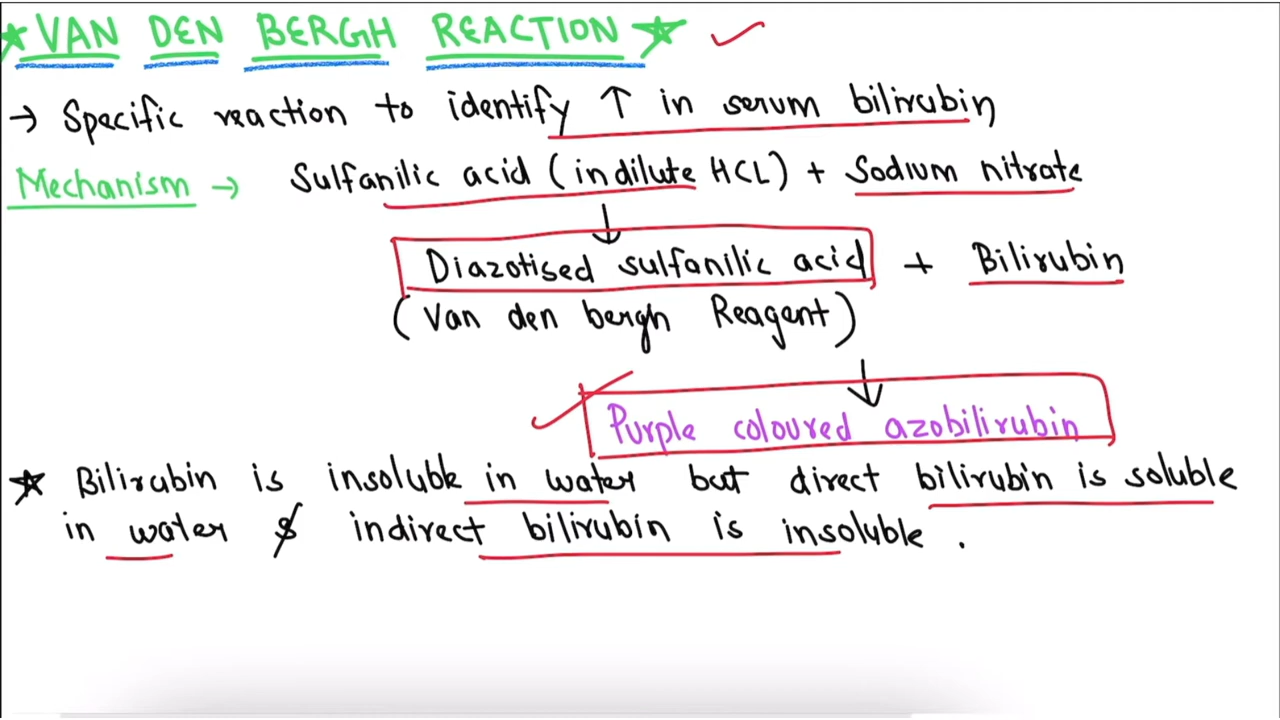 ★ VAN DEN BERGH REACTION ★
→ Specific reaction to identify ↑ in serum bilirubin
Mechanism → Sulfanilic acid (in dilute HCL) + Sodium nitrate
↓
Diazotised sulfanilic acid + Bilirubin
(Van den bergh Reagent)
↓
Purple coloured azobilirubin
★ Bilirubin is insoluble in water but direct bilirubin is soluble
in water & indirect bilirubin is insoluble .